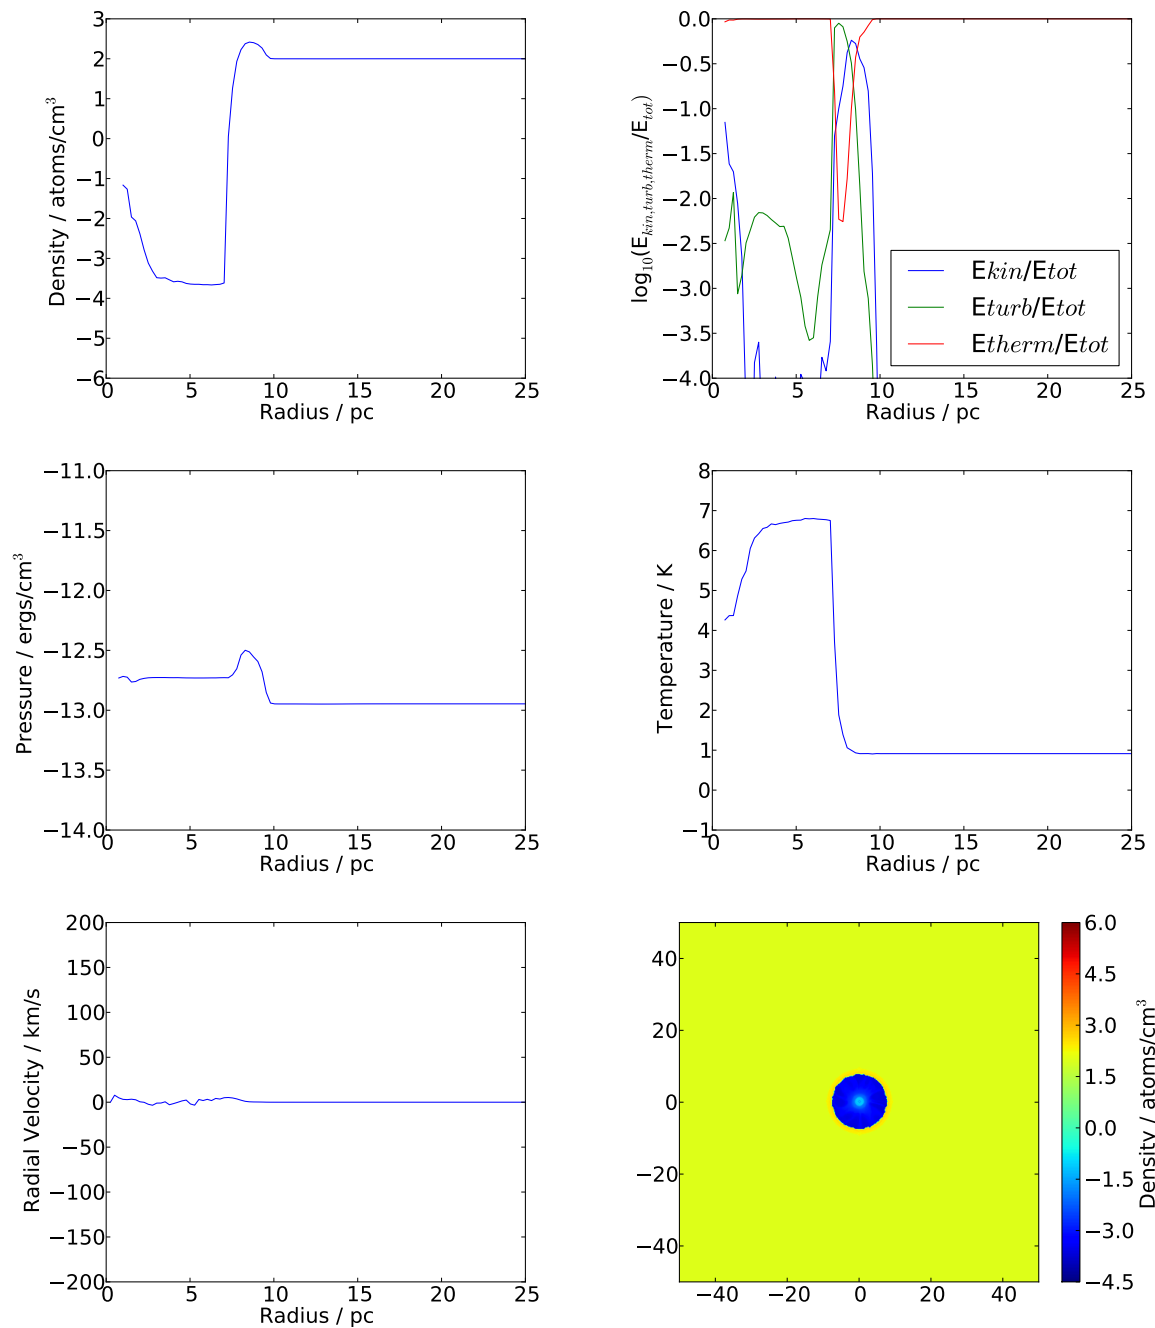 3
2
1
0
−1
−2
−3
−4
−5
−6
Density / atoms/cm³
0 5 10 15 20 25
Radius / pc
0.0
−0.5
−1.0
−1.5
−2.0
−2.5
−3.0
−3.5
−4.0
log₁₀(E_{kin,turb,therm}/E_{tot})
Ekin/Etot
Eturb/Etot
Etherm/Etot
0 5 10 15 20 25
Radius / pc
−11.0
−11.5
−12.0
−12.5
−13.0
−13.5
−14.0
Pressure / ergs/cm³
0 5 10 15 20 25
Radius / pc
8
7
6
5
4
3
2
1
0
−1
Temperature / K
0 5 10 15 20 25
Radius / pc
200
150
100
50
0
−50
−100
−150
−200
Radial Velocity / km/s
0 5 10 15 20 25
Radius / pc
40
20
0
−20
−40
−40 −20 0 20 40
6.0
4.5
3.0
1.5
0.0
−1.5
−3.0
−4.5
Density / atoms/cm³